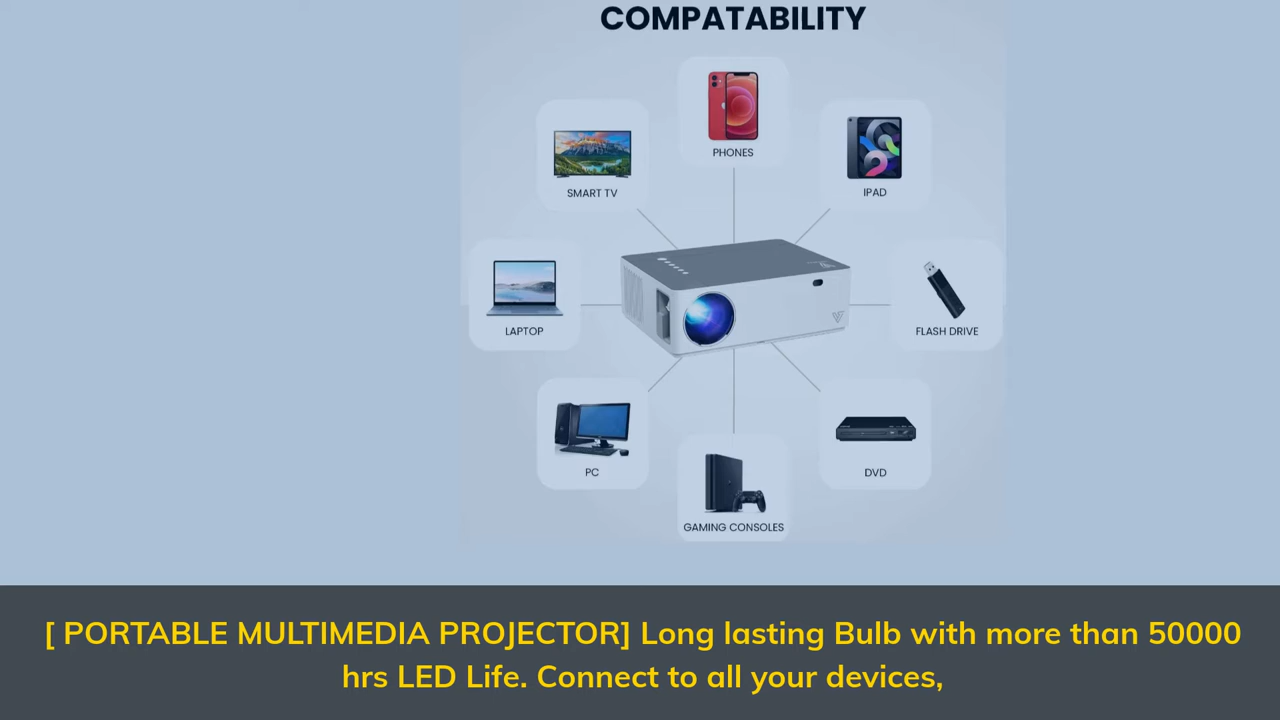 COMPATABILITY
PHONES
SMART TV
IPAD
LAPTOP
FLASH DRIVE
PC
DVD
GAMING CONSOLES
[ PORTABLE MULTIMEDIA PROJECTOR] Long lasting Bulb with more than 50000
hrs LED Life. Connect to all your devices,